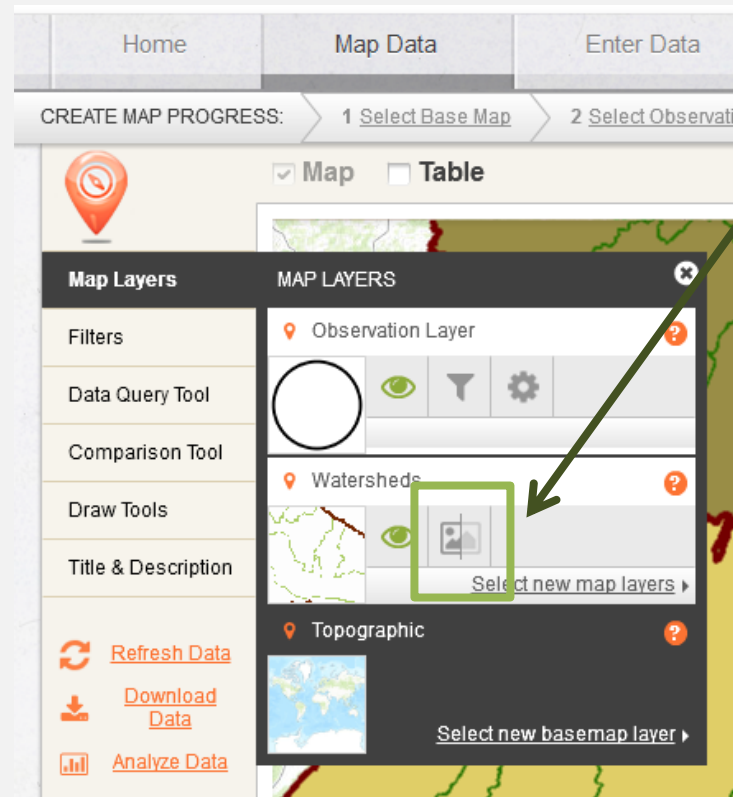 Home Map Data Enter Data
CREATE MAP PROGRESS: 1 Select Base Map 2 Select Observati
Map Table
Map Layers
MAP LAYERS
Filters
Observation Layer ?
Data Query Tool
Comparison Tool
Watersheds ?
Draw Tools
Title & Description
Select new map layers
Topographic ?
Refresh Data
Download
Data
Select new basemap layer
Analyze Data